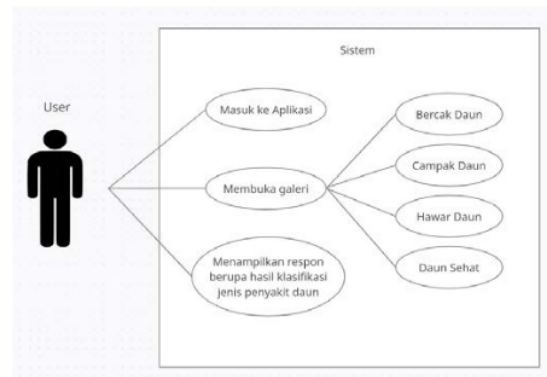 Sistem
User
Masuk ke Aplikasi
Membuka galeri
Menampilkan respon
berupa hasil klasifikasi
jenis penyakit daun
Bercak Daun
Campak Daun
Hawar Daun
Daun Sehat